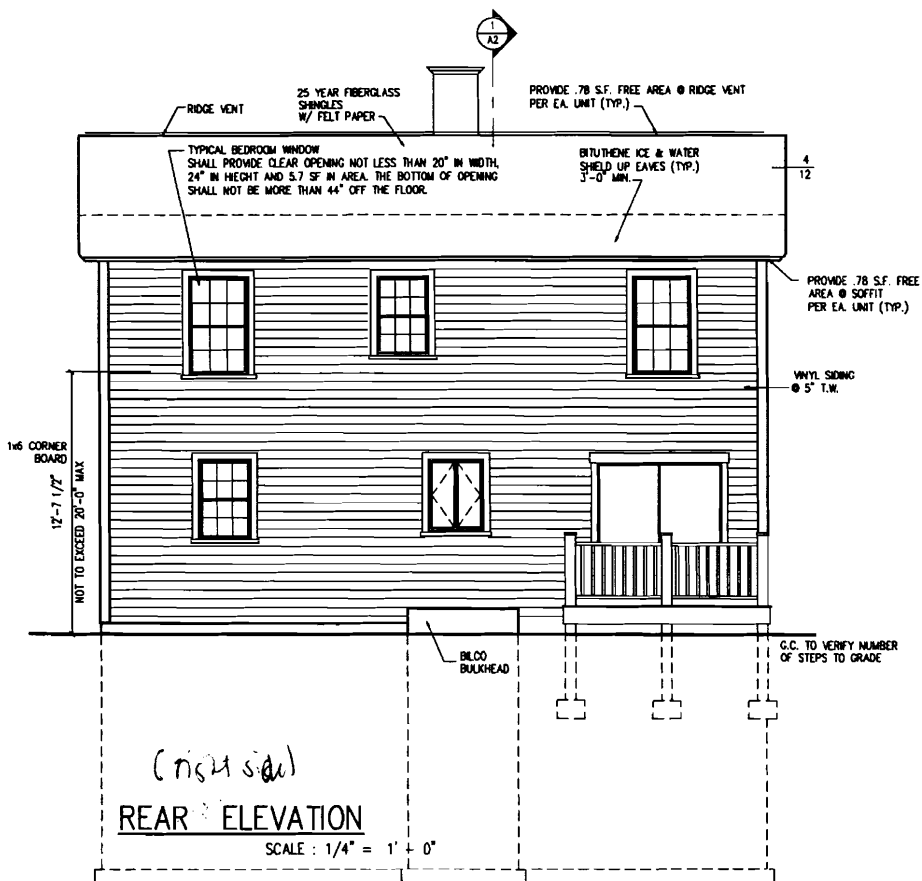 1
A2
25 YEAR FIBERGLASS
SHINGLES
W/ FELT PAPER
PROVIDE .78 S.F. FREE AREA @ RIDGE VENT
PER EA. UNIT (TYP.)
RIDGE VENT
TYPICAL BEDROOM WINDOW
SHALL PROVIDE CLEAR OPENING NOT LESS THAN 20" IN WIDTH,
24" IN HIEGHT AND 5.7 SF IN AREA. THE BOTTOM OF OPENING
SHALL NOT BE MORE THAN 44" OFF THE FLOOR.
BITUTHENE ICE & WATER
SHIELD UP EAVES (TYP.)
3'-0" MIN.
4
12
PROVIDE .78 S.F. FREE
AREA @ SOFFIT
PER EA. UNIT (TYP.)
VINYL SIDING
@ 5" T.W.
1x6 CORNER
BOARD
12'-7 1/2"
NOT TO EXCEED 20'-0" MAX
BILCO
BULKHEAD
G.C. TO VERIFY NUMBER
OF STEPS TO GRADE
(right side)
REAR ELEVATION
SCALE : 1/4" = 1' - 0"